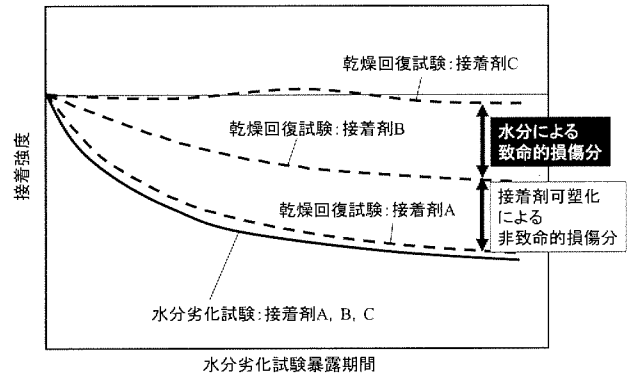 乾燥回復試験：接着剤C
乾燥回復試験：接着剤B
水分による
致命的損傷分
接着強度
乾燥回復試験：接着剤A
接着剤可塑化
による
非致命的損傷分
水分劣化試験：接着剤A, B, C
水分劣化試験暴露期間